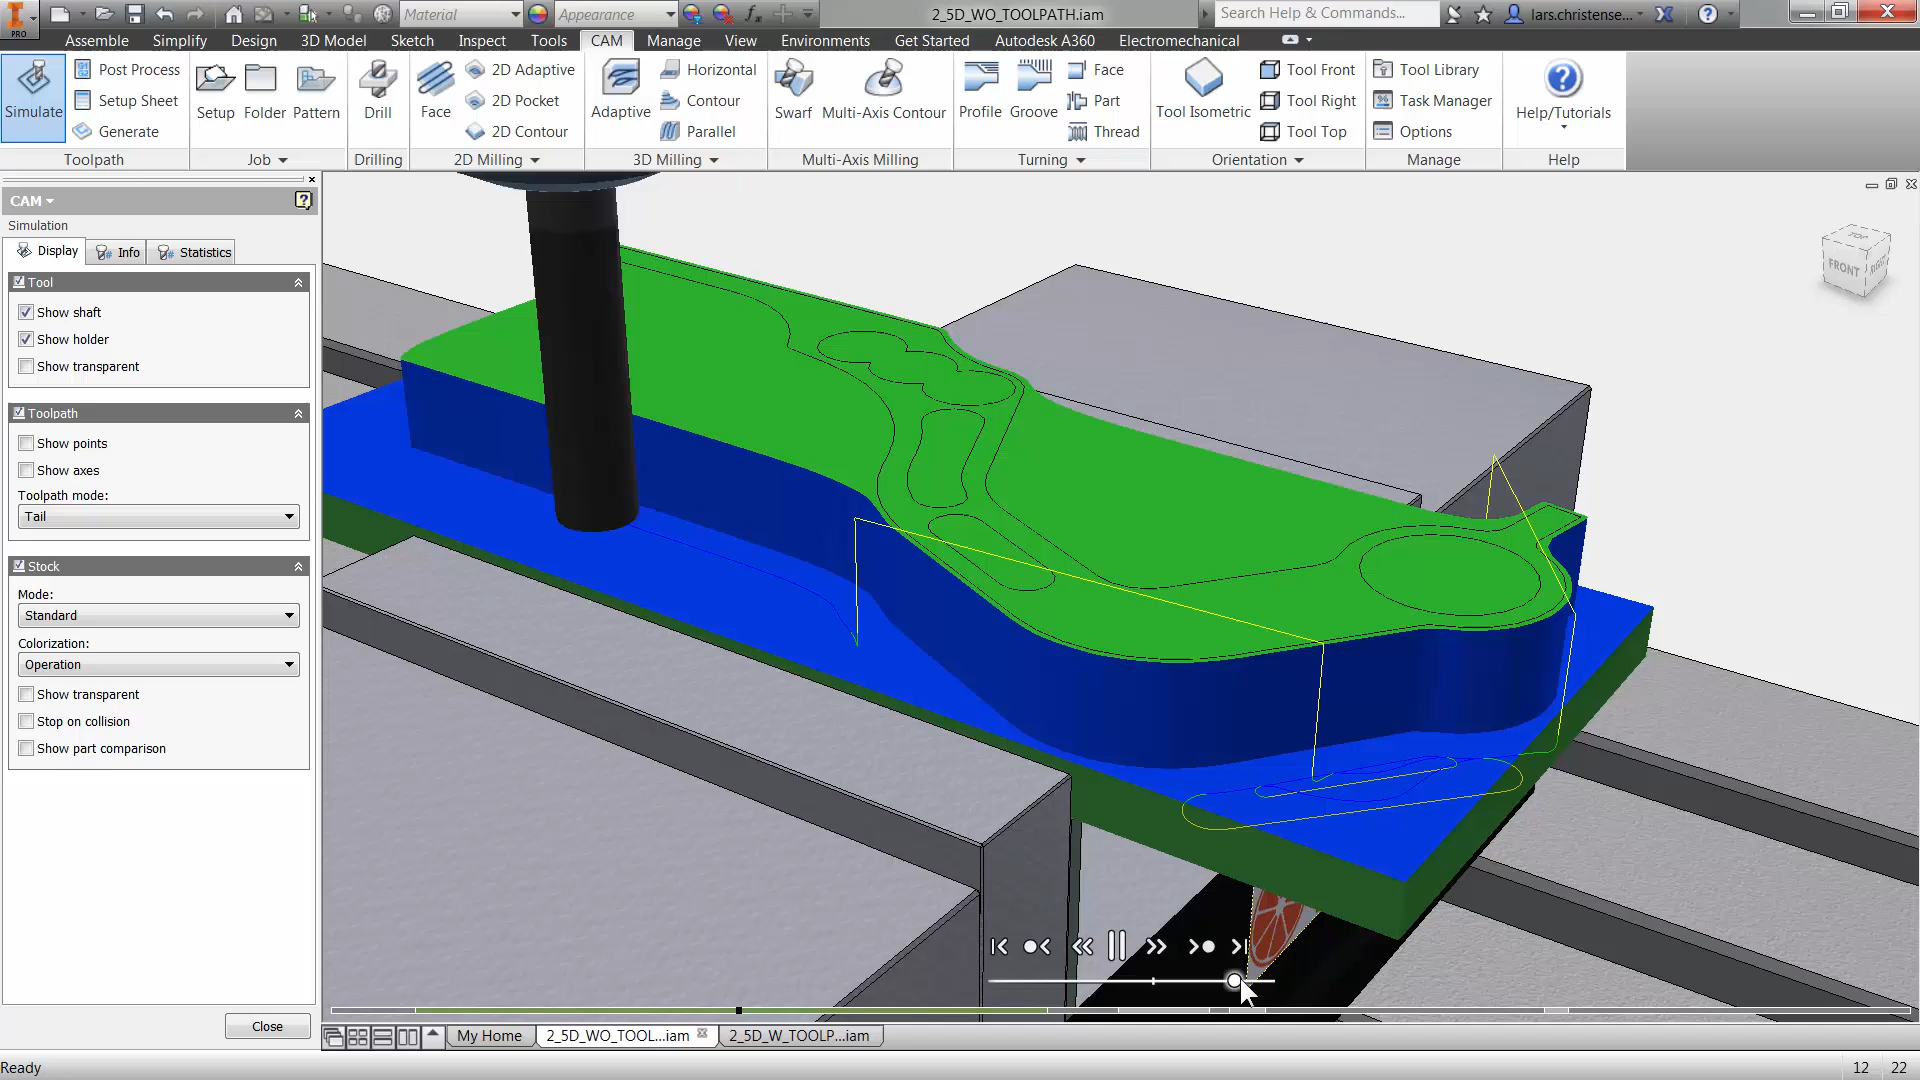 PRO
Material
Appearance
2_5D_WO_TOOLPATH.iam
Search Help & Commands...
lars.christense...
Assemble Simplify Design 3D Model Sketch Inspect Tools CAM Manage View Environments Get Started Autodesk A360 Electromechanical
Simulate
Post Process
Setup Sheet
Generate
Toolpath
Setup
Folder
Pattern
Job
Drill
Drilling
Face
2D Adaptive
2D Pocket
2D Contour
2D Milling
Adaptive
Horizontal
Contour
Parallel
3D Milling
Swarf
Multi-Axis Contour
Multi-Axis Milling
Profile
Groove
Face
Part
Thread
Turning
Tool Isometric
Tool Front
Tool Right
Tool Top
Orientation
Tool Library
Task Manager
Options
Manage
Help/Tutorials
Help
CAM
Simulation
Display Info Statistics
Tool
Show shaft
Show holder
Show transparent
Toolpath
Show points
Show axes
Toolpath mode:
Tail
Stock
Mode:
Standard
Colorization:
Operation
Show transparent
Stop on collision
Show part comparison
Close
TOP
FRONT
RIGHT
My Home
2_5D_WO_TOOL...iam
2_5D_W_TOOLP...iam
Ready
12 22